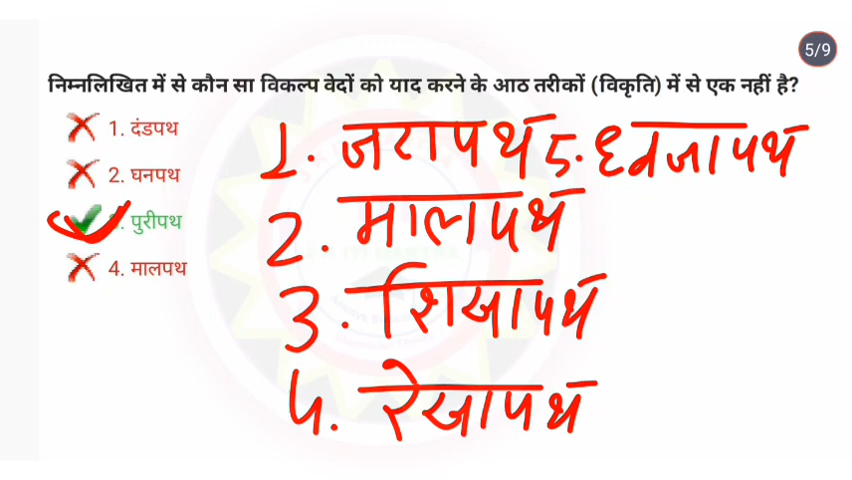 5/9
निम्नलिखित में से कौन सा विकल्प वेदों को याद करने के आठ तरीकों (विकृति) में से एक नहीं है?
1. दंडपथ
2. घनपथ
पुरीपथ
4. मालपथ
1. जटापथ
2. मालपथ
3. शिखापथ
4. रेखापथ
5. ध्वजापथ